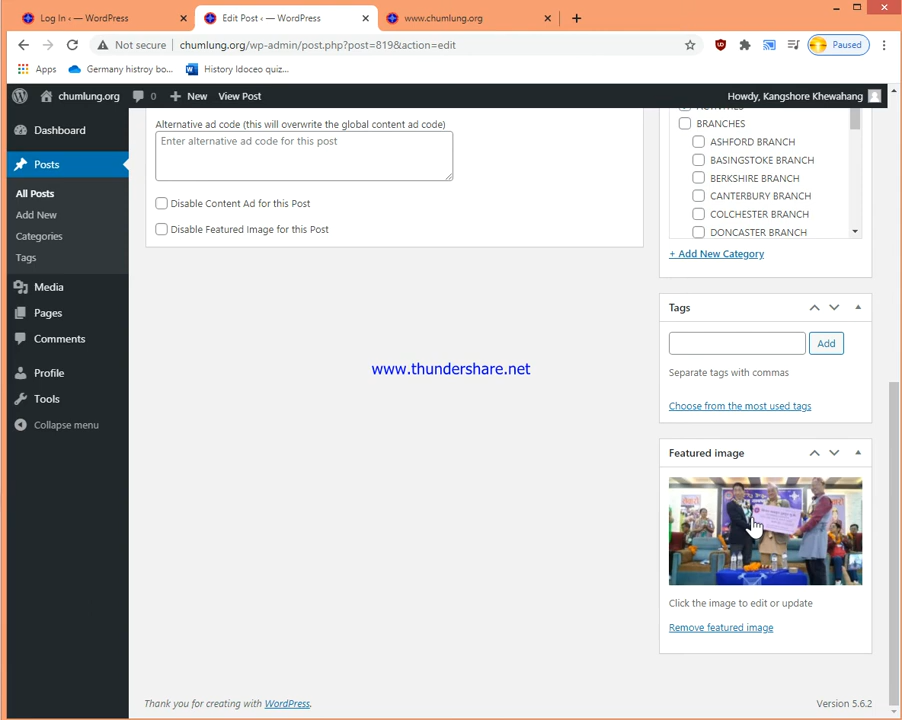 Log In ‹ — WordPress
Edit Post ‹ — WordPress
www.chumlung.org
Not secure
chumlung.org/wp-admin/post.php?post=819&action=edit
Paused
Apps
Germany histroy bo...
History Idoceo quiz...
chumlung.org
0
New
View Post
Howdy, Kangshore Khewahang
Dashboard
Posts
All Posts
Add New
Categories
Tags
Media
Pages
Comments
Profile
Tools
Collapse menu
Alternative ad code (this will overwrite the global content ad code)
Enter alternative ad code for this post
Disable Content Ad for this Post
Disable Featured Image for this Post
www.thundershare.net
BRANCHES
ASHFORD BRANCH
BASINGSTOKE BRANCH
BERKSHIRE BRANCH
CANTERBURY BRANCH
COLCHESTER BRANCH
DONCASTER BRANCH
+ Add New Category
Tags
Add
Separate tags with commas
Choose from the most used tags
Featured image
Click the image to edit or update
Remove featured image
Thank you for creating with WordPress.
Version 5.6.2